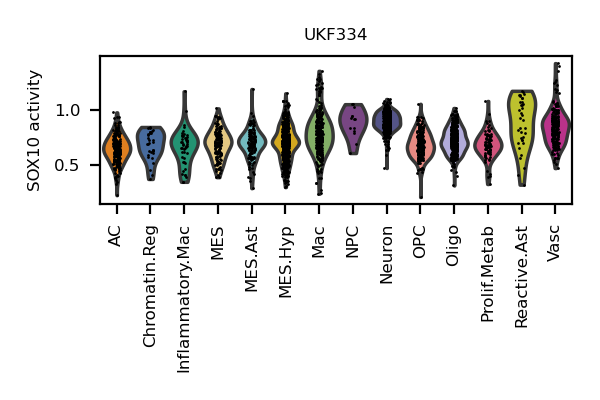 UKF334
SOX10 activity
1.0
0.5
AC
Chromatin.Reg
Inflammatory.Mac
MES
MES.Ast
MES.Hyp
Mac
NPC
Neuron
OPC
Oligo
Prolif.Metab
Reactive.Ast
Vasc